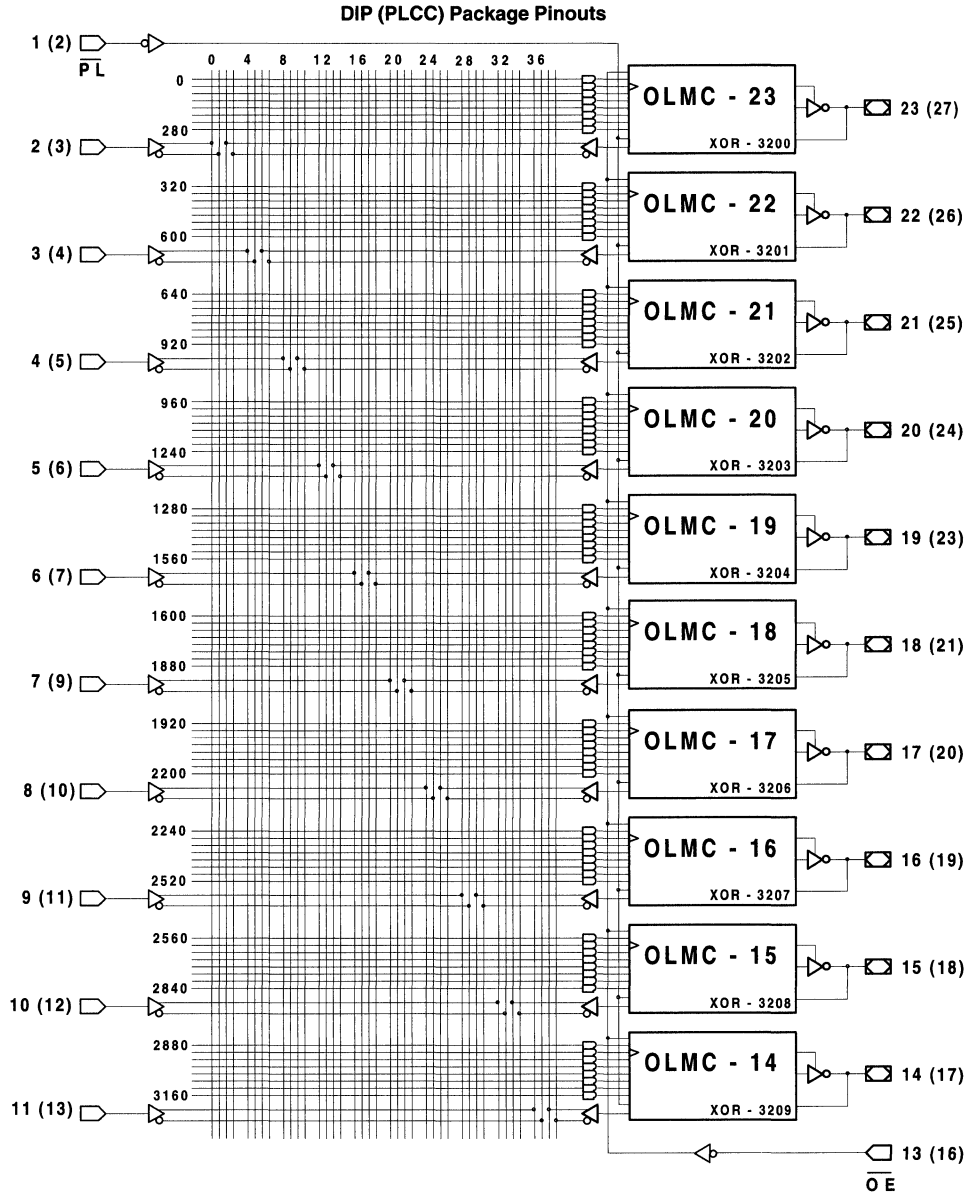 DIP (PLCC) Package Pinouts
1 (2)
PL
0 4 8 12 16 20 24 28 32 36
0
280
OLMC - 23
XOR - 3200
23 (27)
2 (3)
320
600
OLMC - 22
XOR - 3201
22 (26)
3 (4)
640
920
OLMC - 21
XOR - 3202
21 (25)
4 (5)
960
1240
OLMC - 20
XOR - 3203
20 (24)
5 (6)
1280
1560
OLMC - 19
XOR - 3204
19 (23)
6 (7)
1600
1880
OLMC - 18
XOR - 3205
18 (21)
7 (9)
1920
2200
OLMC - 17
XOR - 3206
17 (20)
8 (10)
2240
2520
OLMC - 16
XOR - 3207
16 (19)
9 (11)
2560
2840
OLMC - 15
XOR - 3208
15 (18)
10 (12)
2880
3160
OLMC - 14
XOR - 3209
14 (17)
11 (13)
13 (16)
OE